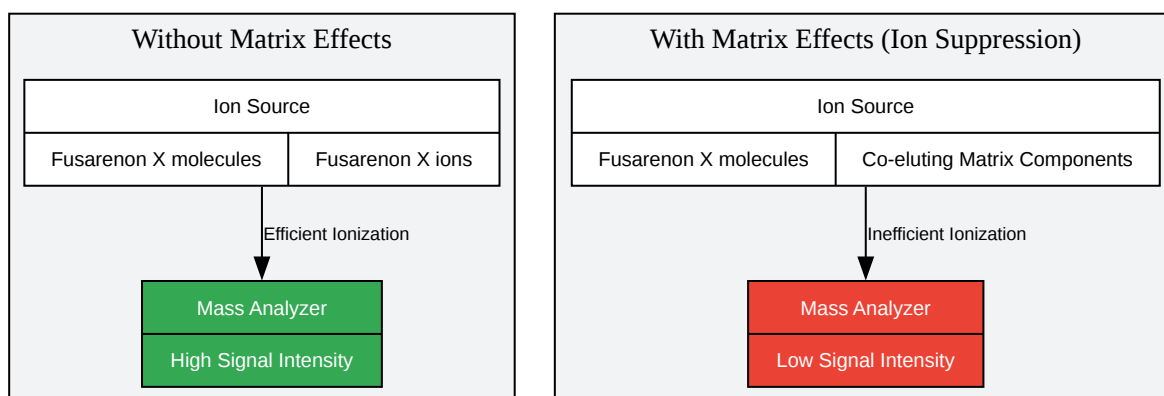 Without Matrix Effects
Ion Source
Fusarenon X molecules
Fusarenon X ions
Efficient Ionization
Mass Analyzer
High Signal Intensity
With Matrix Effects (Ion Suppression)
Ion Source
Fusarenon X molecules
Co-eluting Matrix Components
Inefficient Ionization
Mass Analyzer
Low Signal Intensity